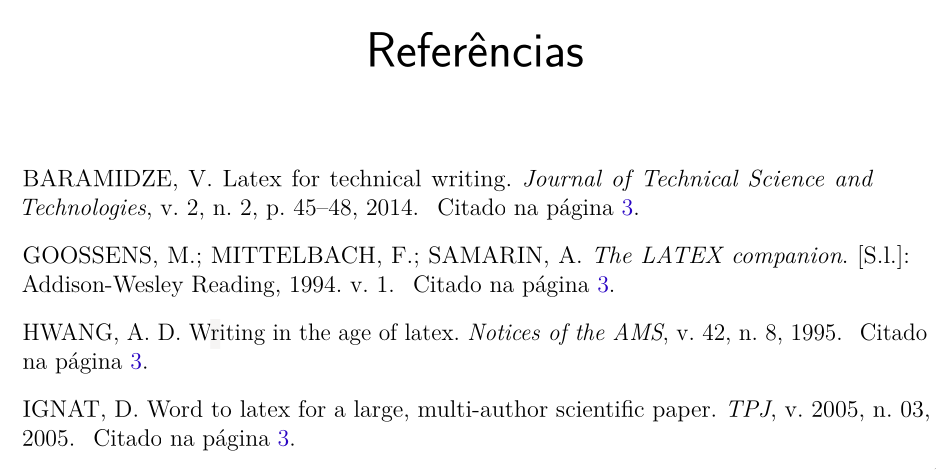 Referências
BARAMIDZE, V. Latex for technical writing. Journal of Technical Science and
Technologies, v. 2, n. 2, p. 45–48, 2014. Citado na página 3.
GOOSSENS, M.; MITTELBACH, F.; SAMARIN, A. The LATEX companion. [S.l.]:
Addison-Wesley Reading, 1994. v. 1. Citado na página 3.
HWANG, A. D. Writing in the age of latex. Notices of the AMS, v. 42, n. 8, 1995. Citado
na página 3.
IGNAT, D. Word to latex for a large, multi-author scientific paper. TPJ, v. 2005, n. 03,
2005. Citado na página 3.